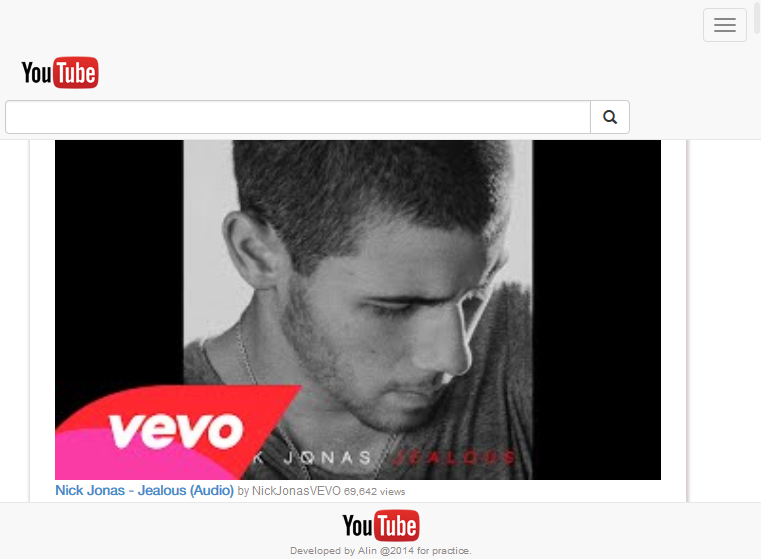 YouTube
vevo
K JONAS JEALOUS
Nick Jonas - Jealous (Audio) by NickJonasVEVO 69,642 views
YouTube
Developed by Alin @2014 for practice.